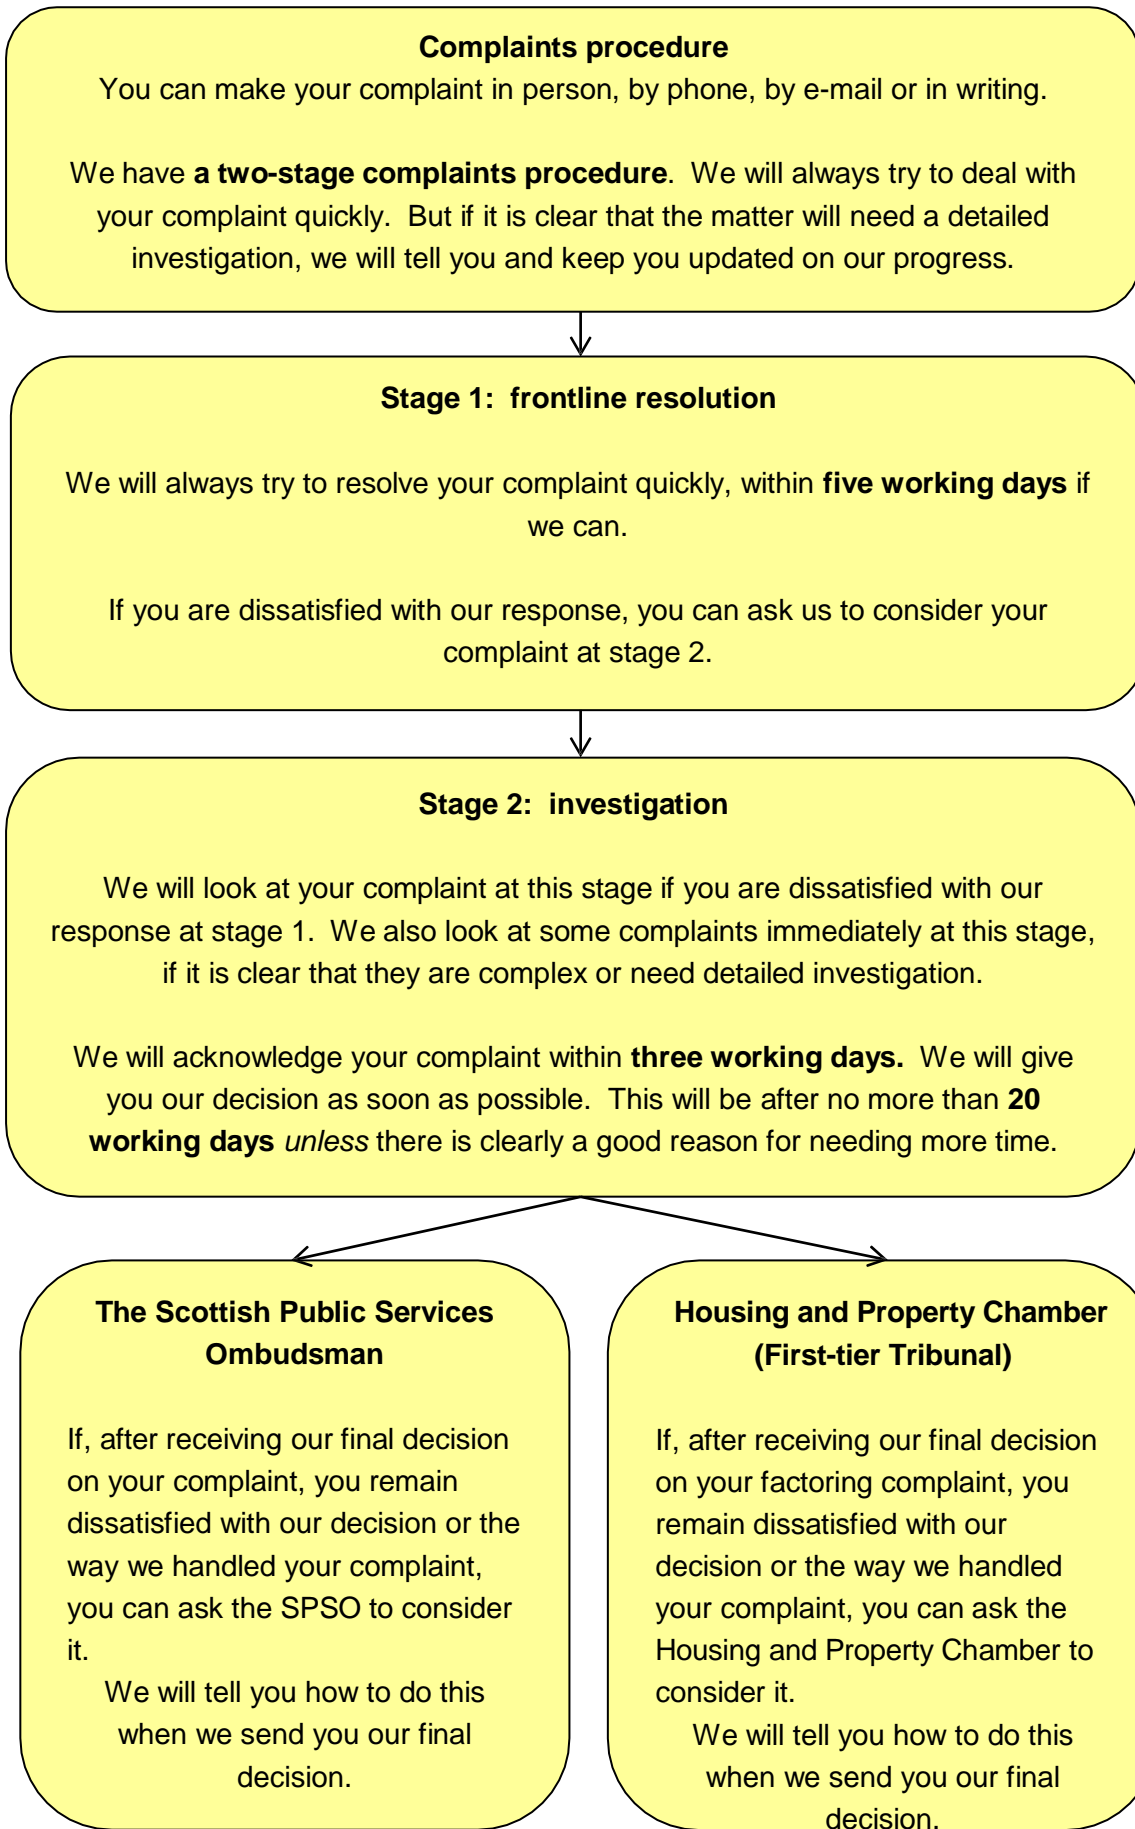 Complaints procedure
You can make your complaint in person, by phone, by e-mail or in writing.
We have a two-stage complaints procedure.  We will always try to deal with
your complaint quickly.  But if it is clear that the matter will need a detailed
investigation, we will tell you and keep you updated on our progress.
Stage 1:  frontline resolution
We will always try to resolve your complaint quickly, within five working days if
we can.
If you are dissatisfied with our response, you can ask us to consider your
complaint at stage 2.
Stage 2:  investigation
We will look at your complaint at this stage if you are dissatisfied with our
response at stage 1.  We also look at some complaints immediately at this stage,
if it is clear that they are complex or need detailed investigation.
We will acknowledge your complaint within three working days.  We will give
you our decision as soon as possible.  This will be after no more than 20
working days unless there is clearly a good reason for needing more time.
The Scottish Public Services
Ombudsman
If, after receiving our final decision
on your complaint, you remain
dissatisfied with our decision or the
way we handled your complaint,
you can ask the SPSO to consider
it.
We will tell you how to do this
when we send you our final
decision.
Housing and Property Chamber
(First-tier Tribunal)
If, after receiving our final decision
on your factoring complaint, you
remain dissatisfied with our
decision or the way we handled
your complaint, you can ask the
Housing and Property Chamber to
consider it.
We will tell you how to do this
when we send you our final
decision.